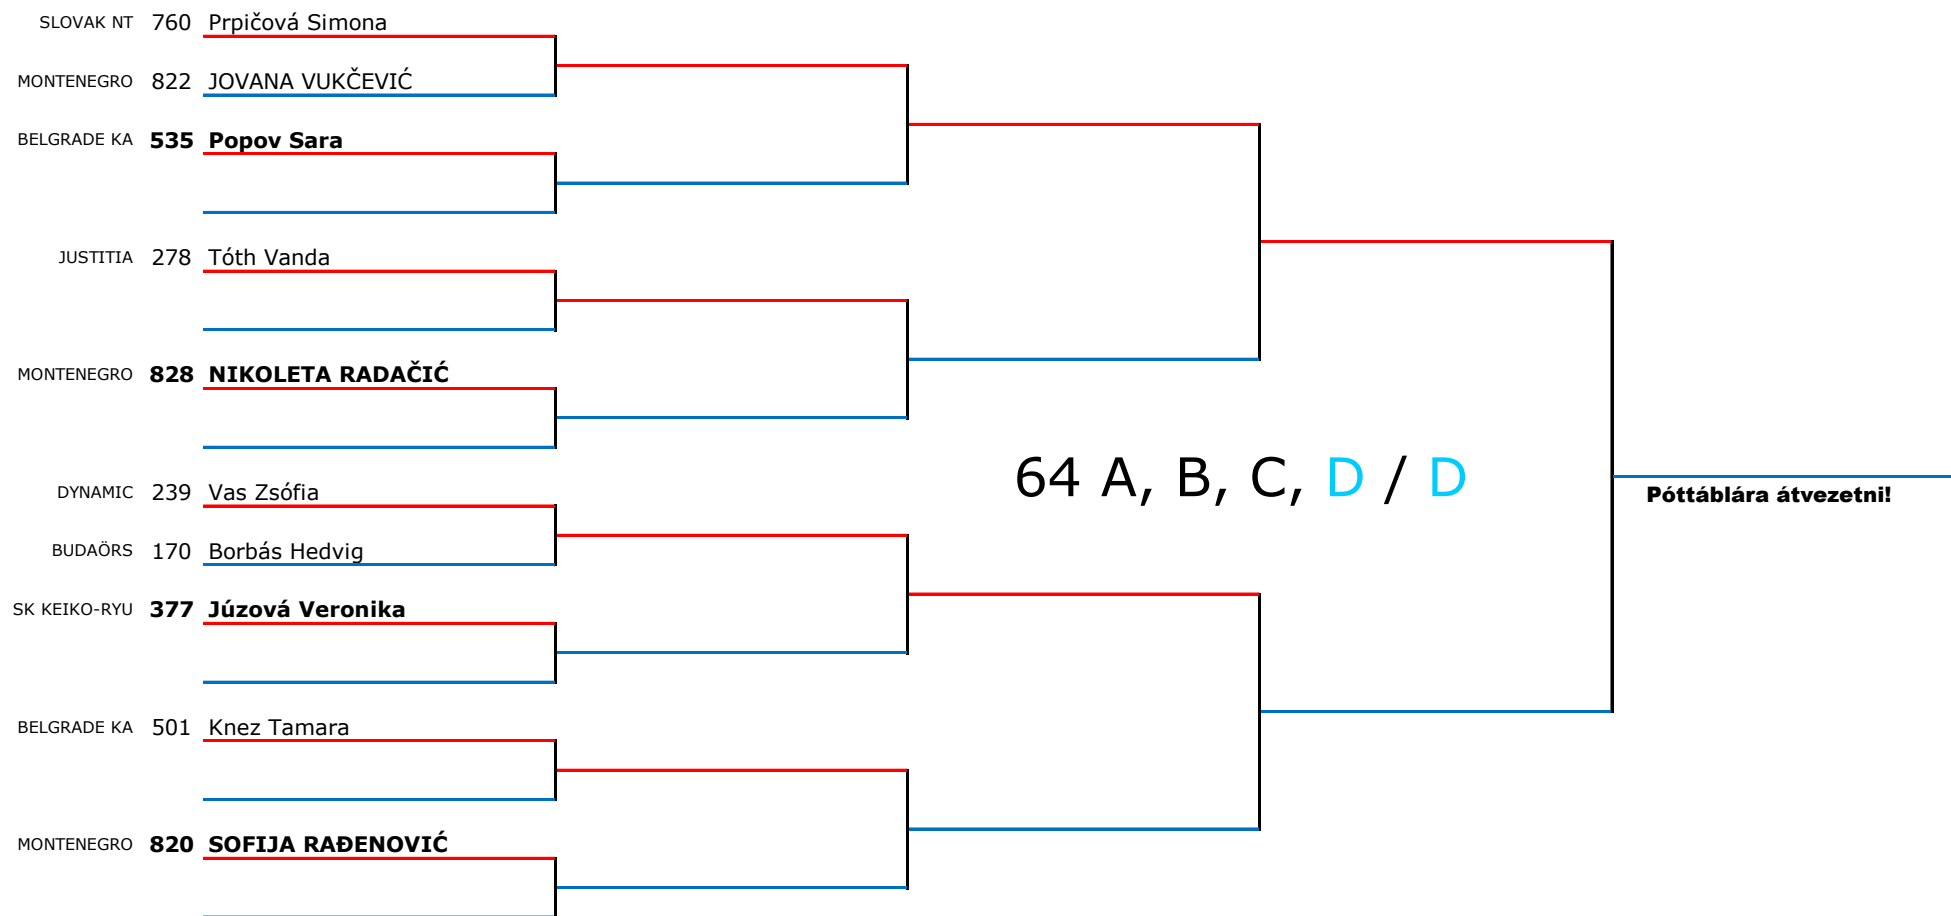 SLOVAK NT 760 Prpičová Simona
MONTENEGRO 822 JOVANA VUKČEVIĆ
BELGRADE KA 535 Popov Sara
JUSTITIA 278 Tóth Vanda
MONTENEGRO 828 NIKOLETA RADAČIĆ
64 A, B, C, D / D
DYNAMIC 239 Vas Zsófia
Póttáblára átvezetni!
BUDAÖRS 170 Borbás Hedvig
SK KEIKO-RYU 377 Júzová Veronika
BELGRADE KA 501 Knez Tamara
MONTENEGRO 820 SOFIJA RAĐENOVIĆ